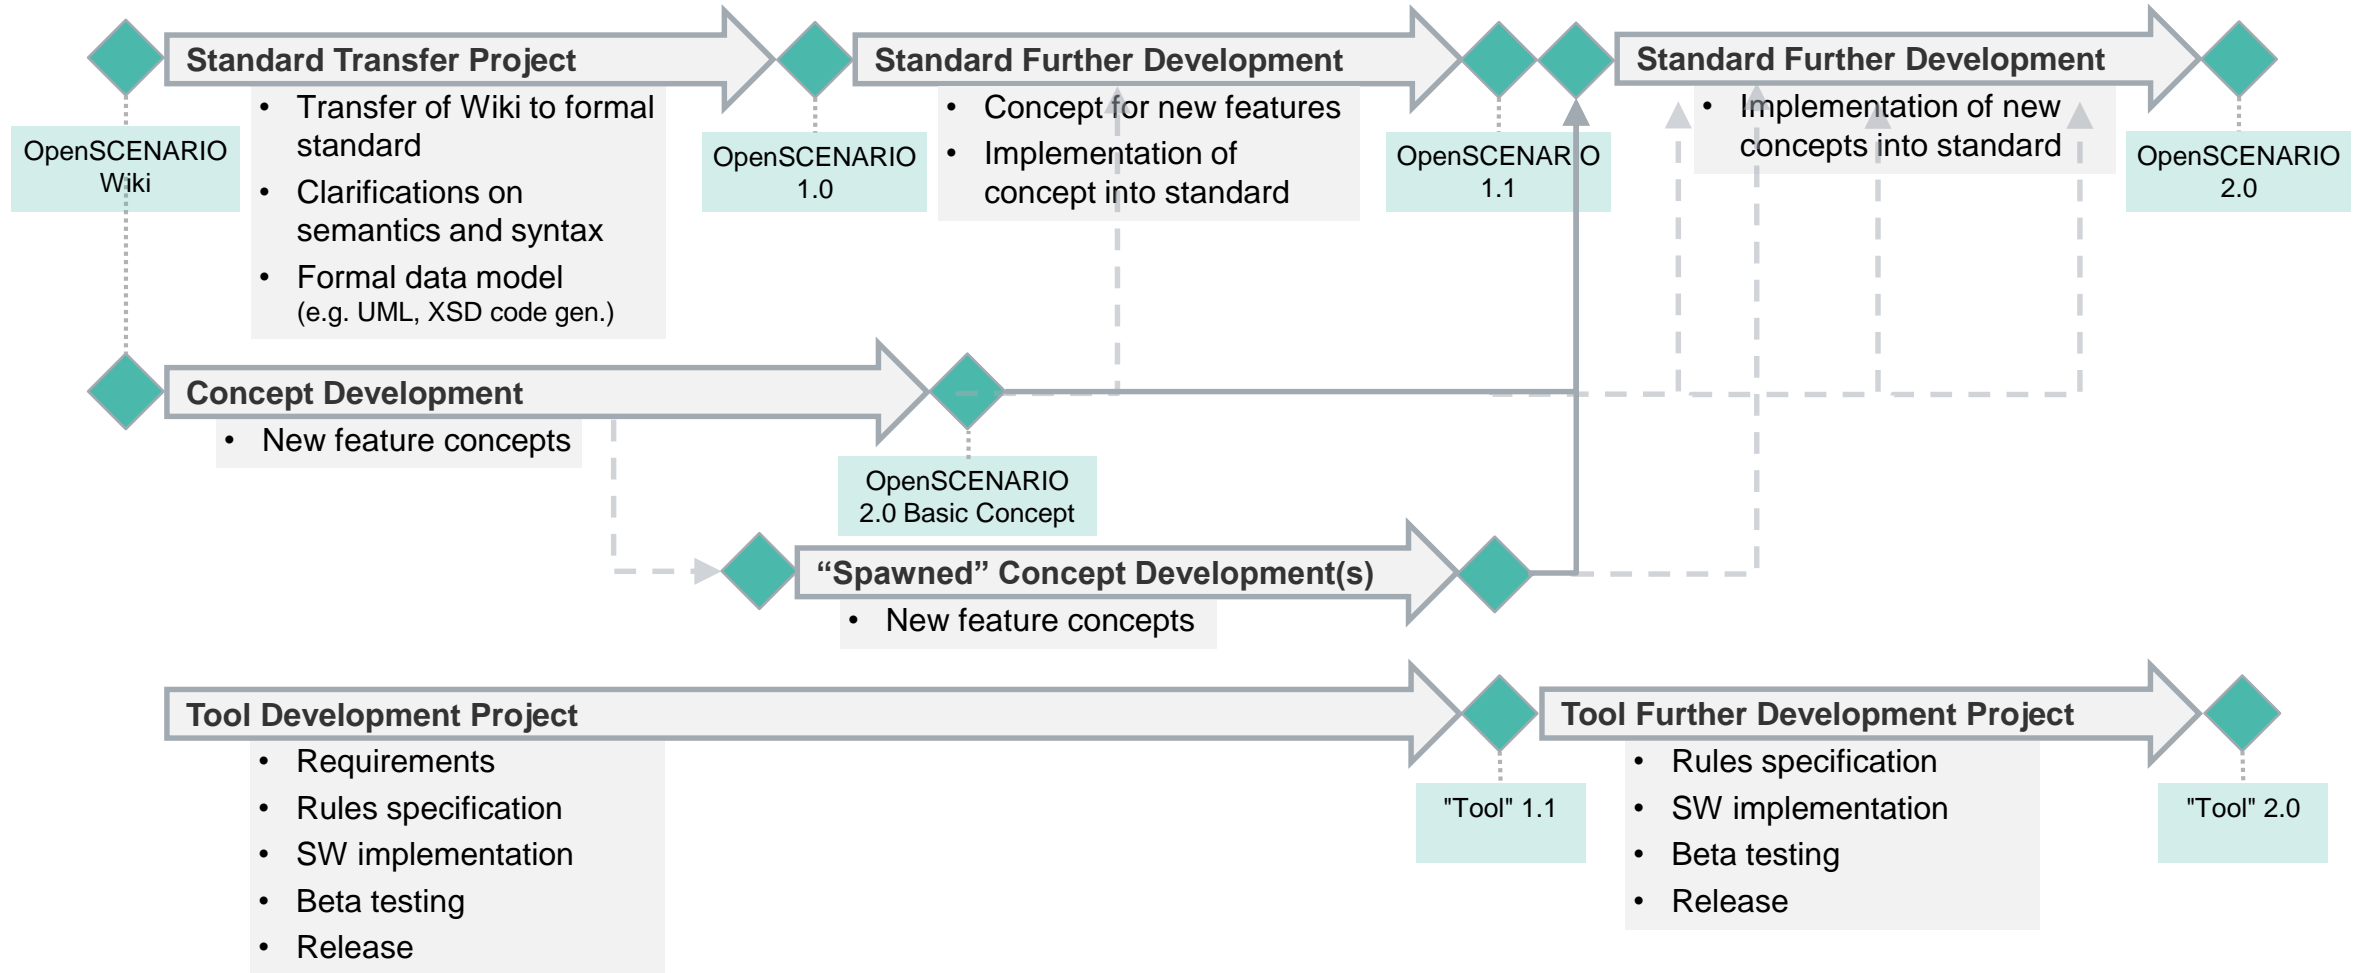 Standard Transfer Project
Standard Further Development
Standard Further Development
OpenSCENARIO
Wiki
• Transfer of Wiki to formal
standard
• Clarifications on
semantics and syntax
• Formal data model
(e.g. UML, XSD code gen.)
OpenSCENARIO
1.0
• Concept for new features
• Implementation of
concept into standard
OpenSCENARIO
1.1
• Implementation of new
concepts into standard
OpenSCENARIO
2.0
Concept Development
• New feature concepts
OpenSCENARIO
2.0 Basic Concept
“Spawned” Concept Development(s)
• New feature concepts
Tool Development Project
• Requirements
• Rules specification
• SW implementation
• Beta testing
• Release
"Tool" 1.1
Tool Further Development Project
• Rules specification
• SW implementation
• Beta testing
• Release
"Tool" 2.0